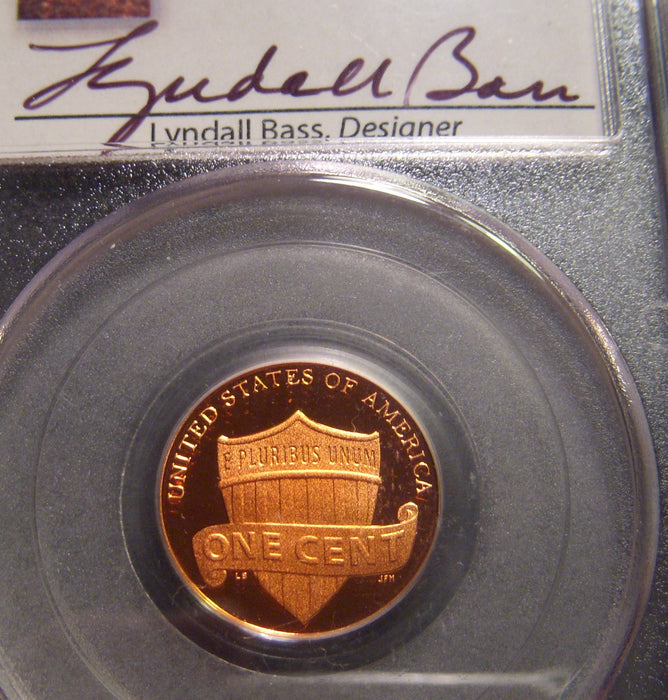 Lyndall Bass
Lyndall Bass, Designer
UNITED STATES OF AMERICA
E PLURIBUS UNUM
ONE CENT
LB JFM